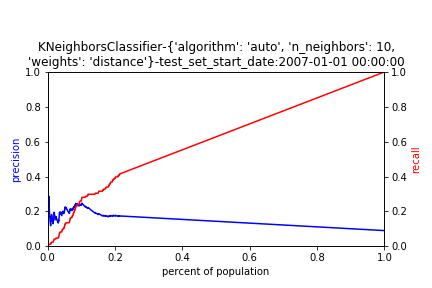 KNeighborsClassifier-{'algorithm': 'auto', 'n_neighbors': 10,
'weights': 'distance'}-test_set_start_date:2007-01-01 00:00:00
1.0
0.8
0.6
0.4
0.2
0.0
precision
1.0
0.8
0.6
0.4
0.2
0.0
recall
0.0 0.2 0.4 0.6 0.8 1.0
percent of population